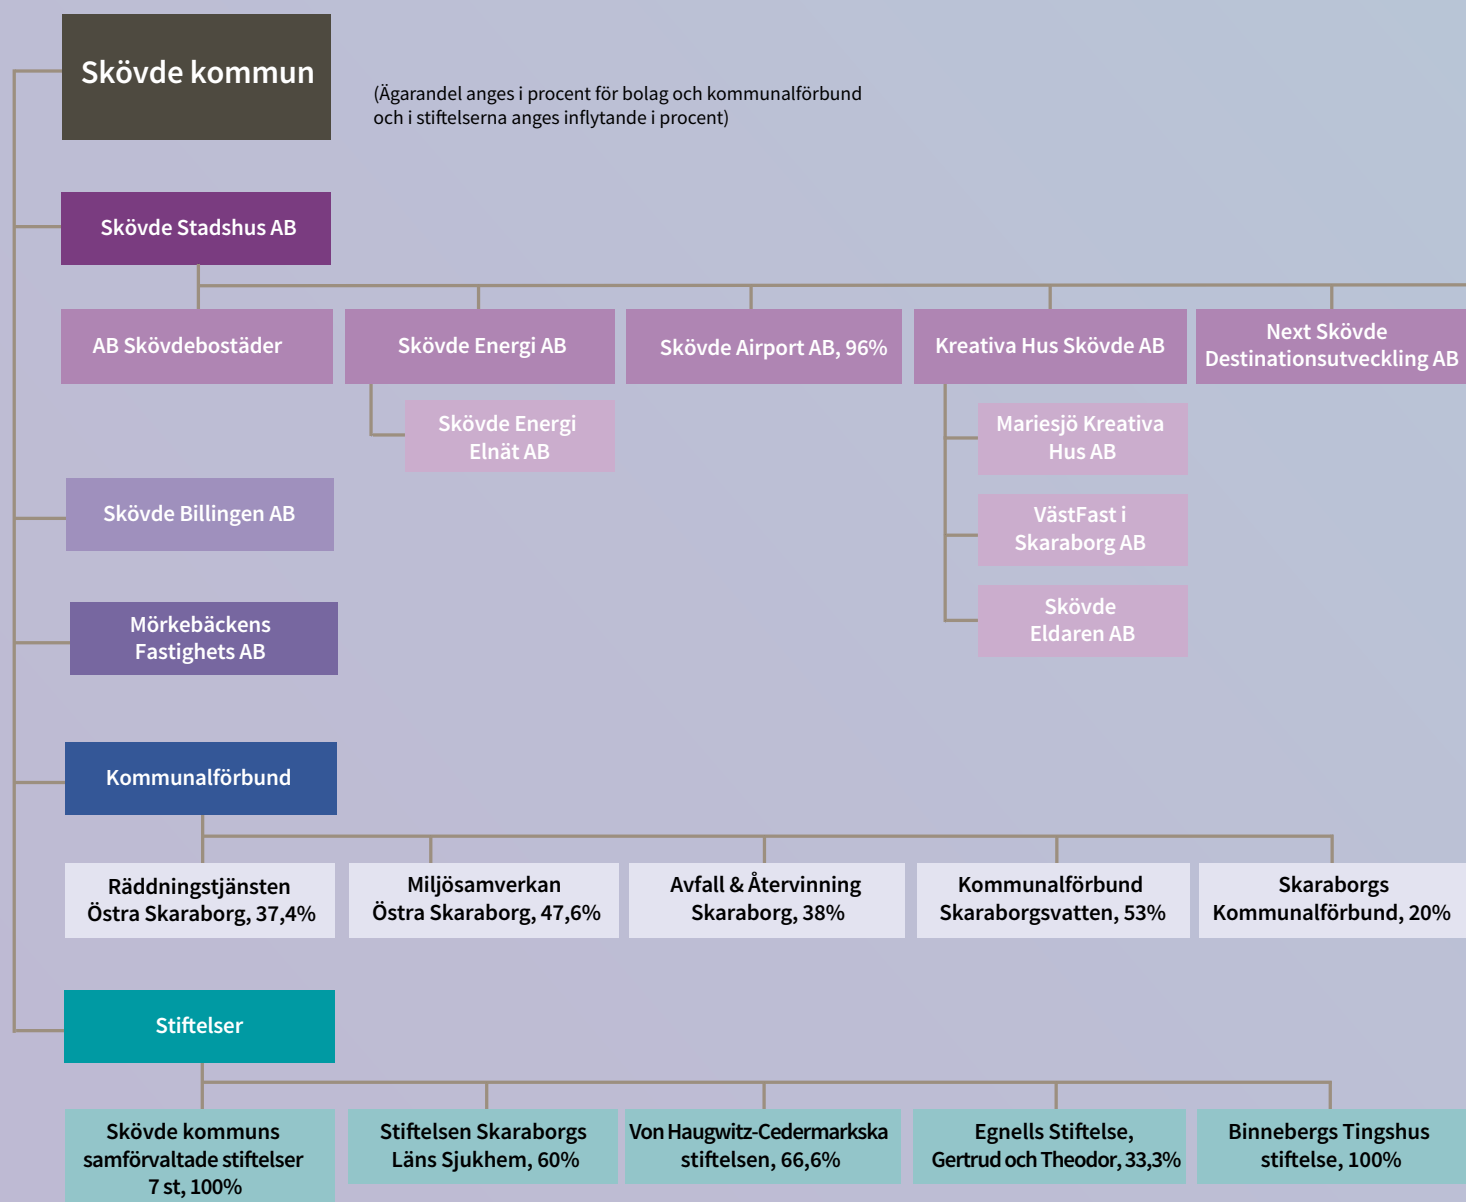 Skövde kommun
(Ägarandel anges i procent för bolag och kommunalförbund
och i stiftelserna anges inflytande i procent)
Skövde Stadshus AB
AB Skövdebostäder
Skövde Energi AB
Skövde Airport AB, 96%
Kreativa Hus Skövde AB
Next Skövde
Destinationsutveckling AB
Skövde Energi
Elnät AB
Mariesjö Kreativa
Hus AB
VästFast i
Skaraborg AB
Skövde
Eldaren AB
Skövde Billingen AB
Mörkebäckens
Fastighets AB
Kommunalförbund
Räddningstjänsten
Östra Skaraborg, 37,4%
Miljösamverkan
Östra Skaraborg, 47,6%
Avfall & Återvinning
Skaraborg, 38%
Kommunalförbund
Skaraborgsvatten, 53%
Skaraborgs
Kommunalförbund, 20%
Stiftelser
Skövde kommuns
samförvaltade stiftelser
7 st, 100%
Stiftelsen Skaraborgs
Läns Sjukhem, 60%
Von Haugwitz-Cedermarkska
stiftelsen, 66,6%
Egnells Stiftelse,
Gertrud och Theodor, 33,3%
Binnebergs Tingshus
stiftelse, 100%